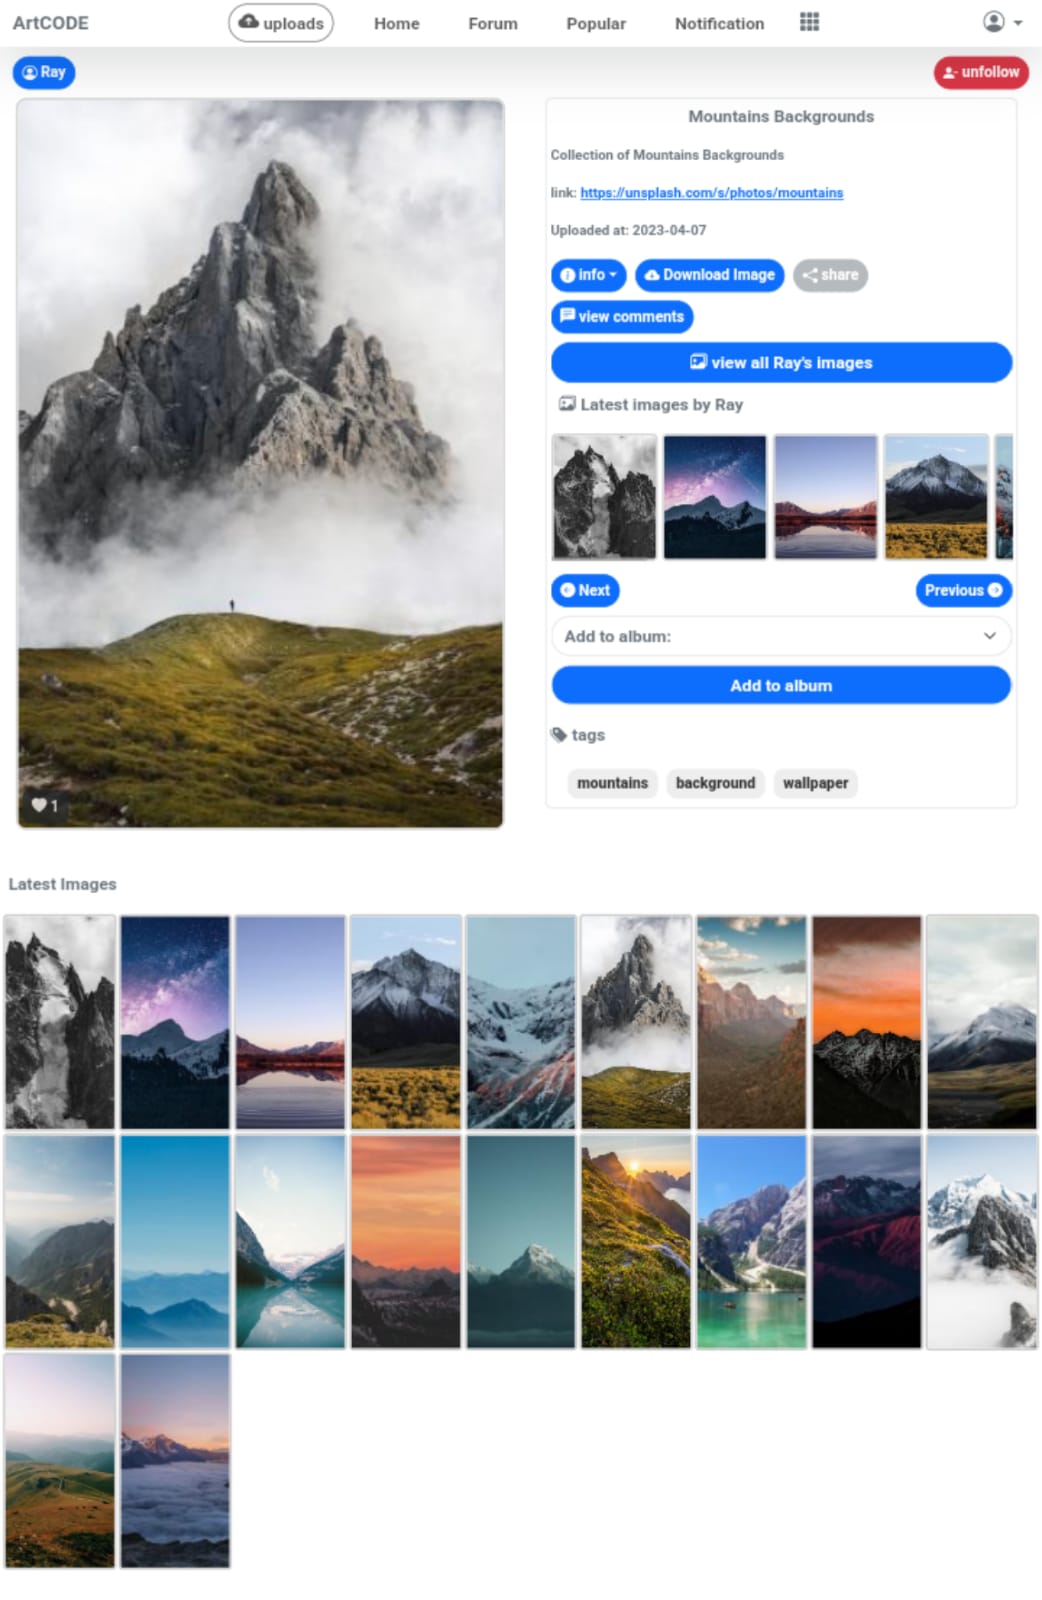 ArtCODE uploads Home Forum Popular Notification
Ray unfollow
Mountains Backgrounds
Collection of Mountains Backgrounds
link: https://unsplash.com/s/photos/mountains
Uploaded at: 2023-04-07
info Download Image share
view comments
view all Ray's images
Latest images by Ray
Next Previous
Add to album:
Add to album
tags
mountains background wallpaper
1
Latest Images